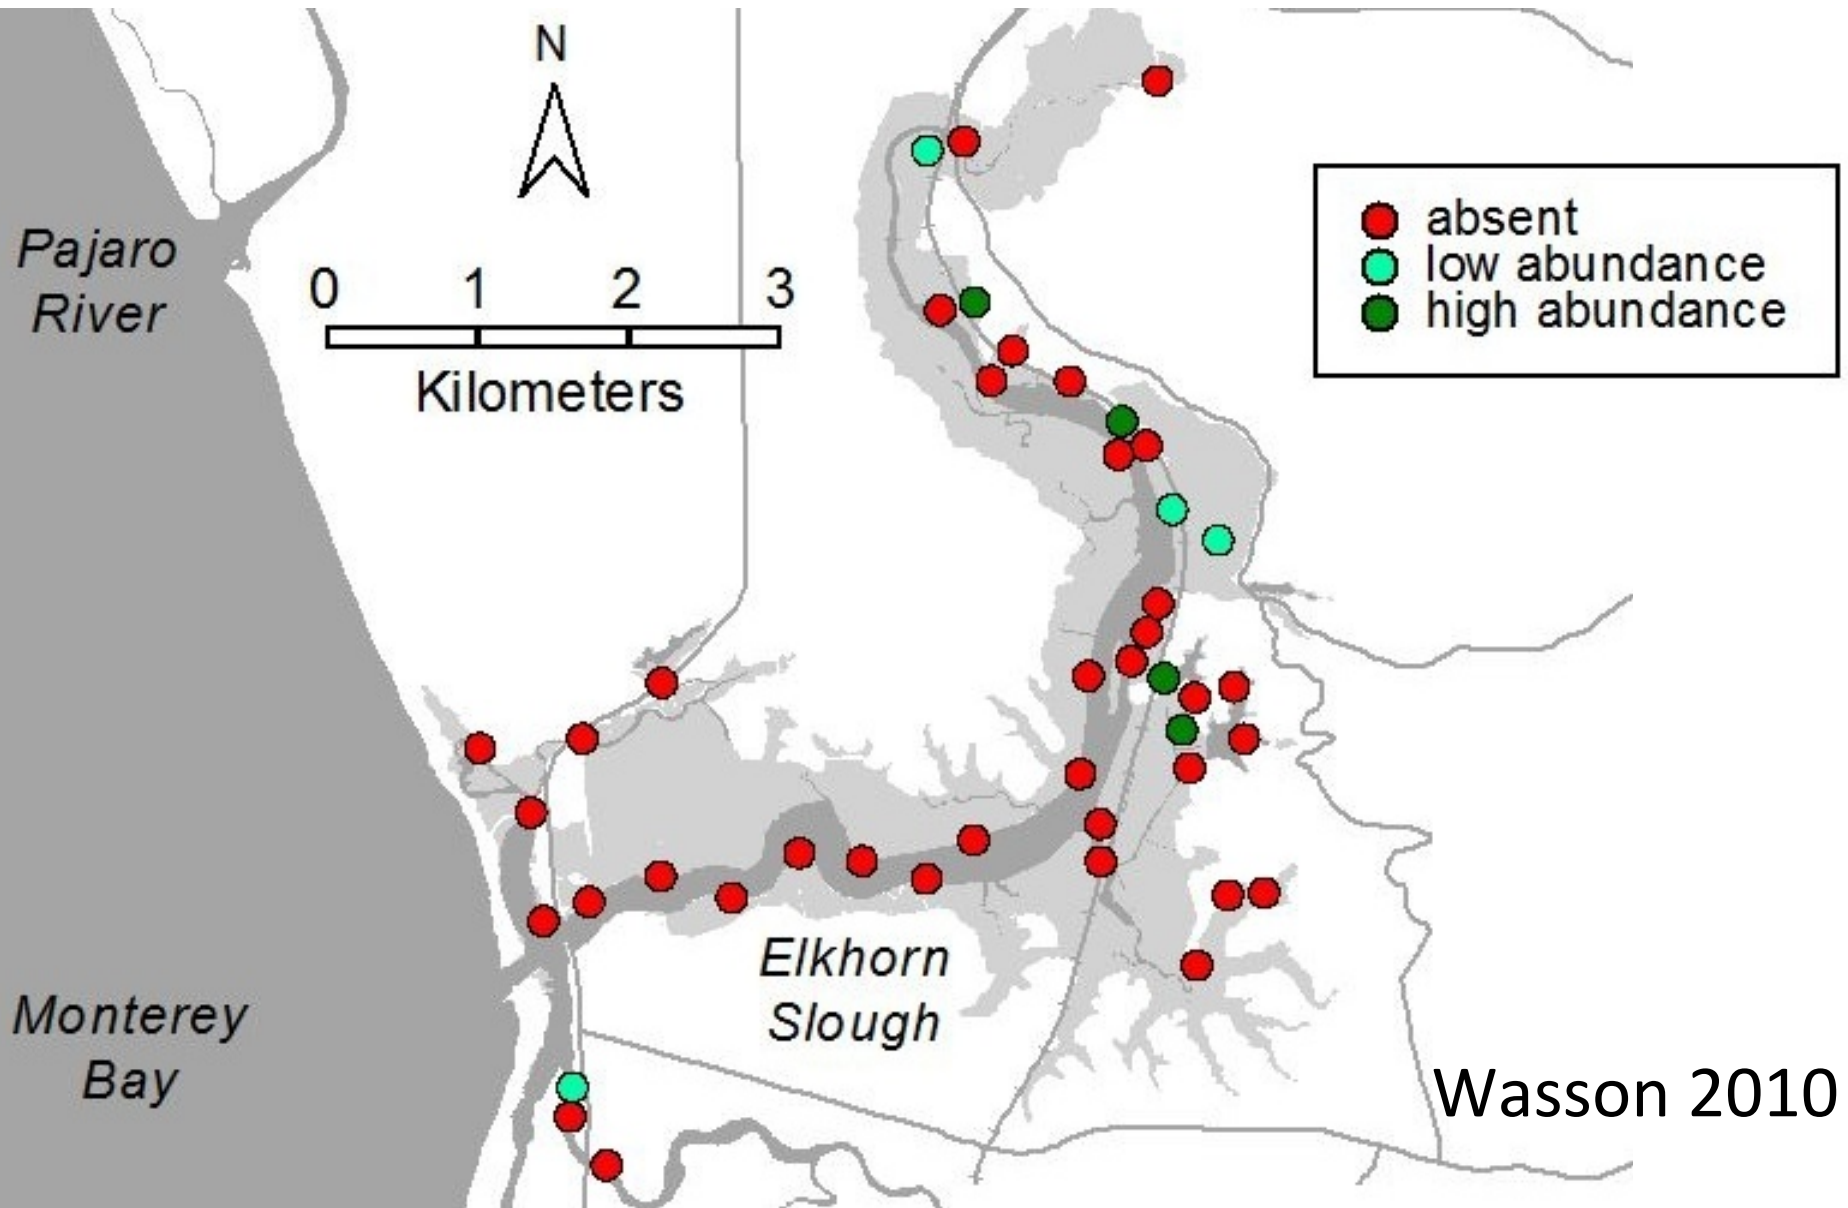 N
Pajaro
River
0 1 2 3
Kilometers
absent
low abundance
high abundance
Elkhorn
Slough
Monterey
Bay
Wasson 2010